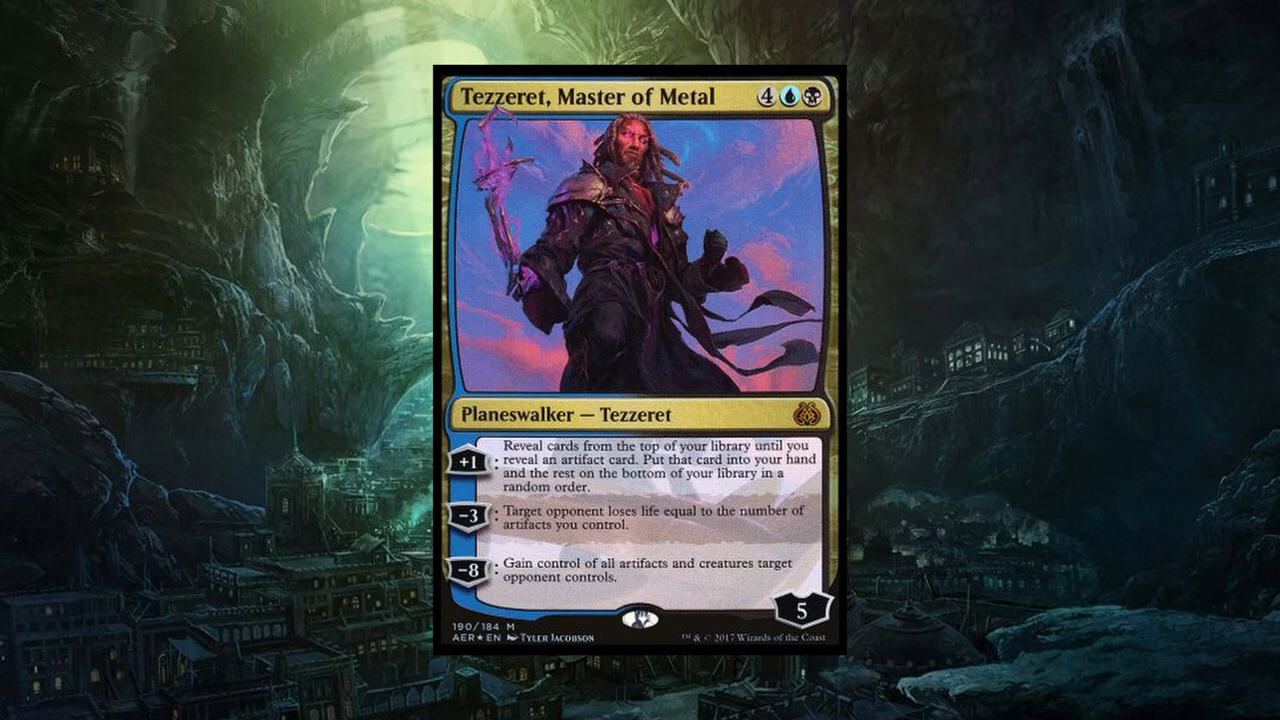 Tezzeret, Master of Metal 4
Planeswalker — Tezzeret
+1 : Reveal cards from the top of your library until you
reveal an artifact card. Put that card into your hand
and the rest on the bottom of your library in a
random order.
−3 : Target opponent loses life equal to the number of
artifacts you control.
−8 : Gain control of all artifacts and creatures target
opponent controls.
5
190/184 M
AER★EN Tyler Jacobson
™ & © 2017 Wizards of the Coast